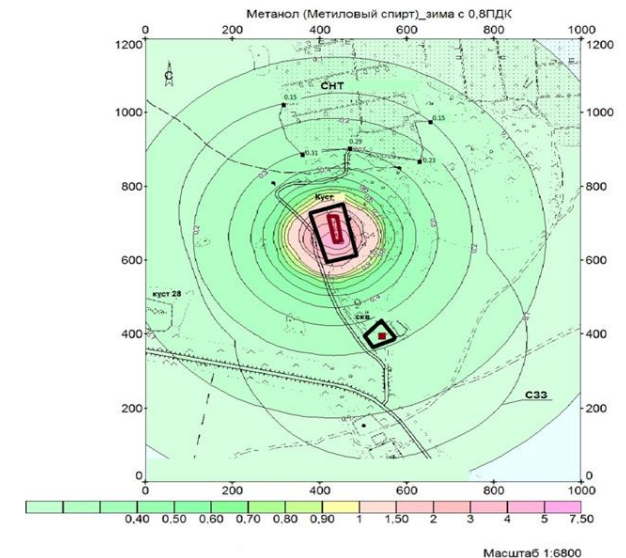 Метанол (Метиловый спирт)_зима с 0,8ПДК
0 200 400 600 800 1000
1200 1200
С
СНТ
0.15
1000 0.15 1000
0.29
0.31 0.23
800 800
Куст
0.2
600 600
куст 28
скв
400 400
СЗЗ
200 200
0 0
0 200 400 600 800 1000
0,40 0.50 0.60 0.70 0.80 0.90 1 1.50 2 3 4 5 7.50
Масштаб 1:6800